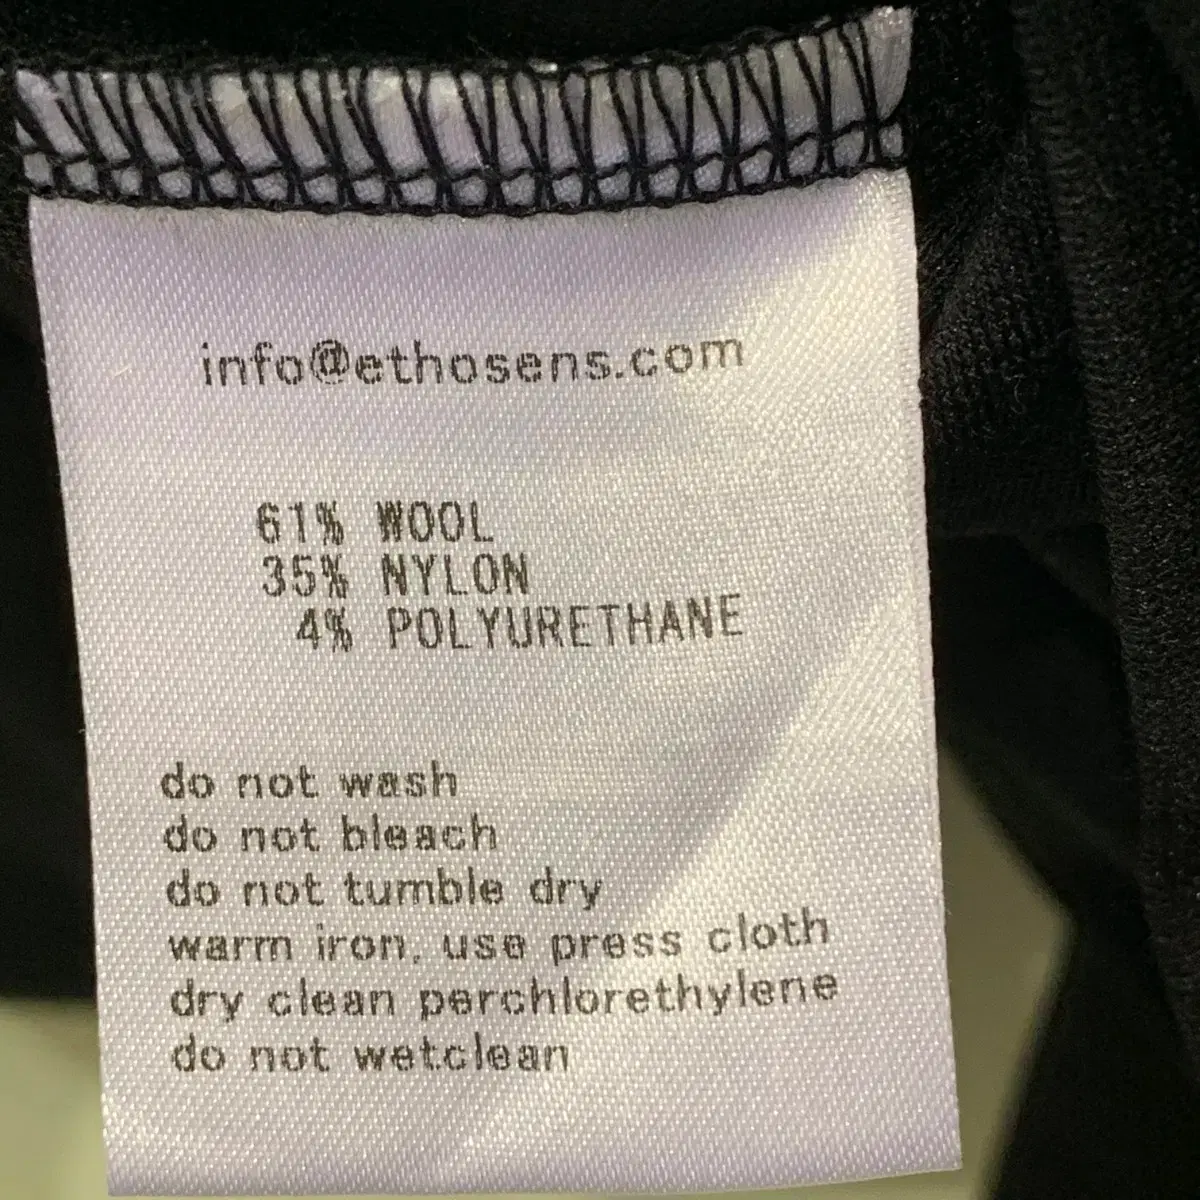 info@ethosens.com
61% WOOL
35% NYLON
4% POLYURETHANE
do not wash
do not bleach
do not tumble dry
warm iron, use press cloth
dry clean perchlorethylene
do not wetclean